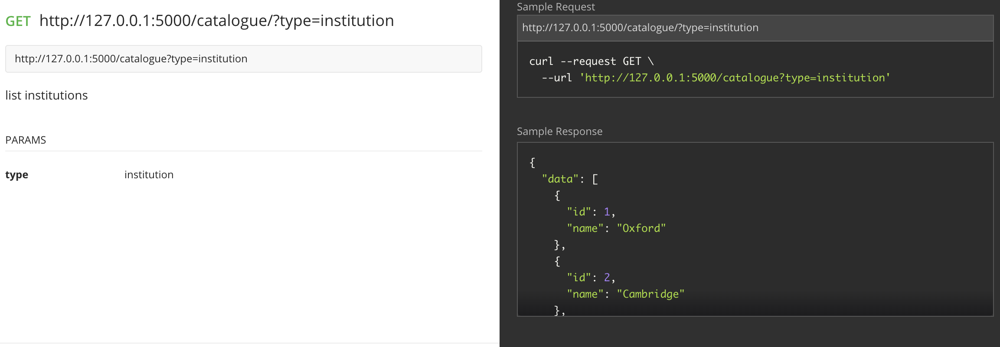 GET http://127.0.0.1:5000/catalogue/?type=institution
http://127.0.0.1:5000/catalogue?type=institution
list institutions
PARAMS
type institution
Sample Request
http://127.0.0.1:5000/catalogue/?type=institution
curl --request GET \
  --url 'http://127.0.0.1:5000/catalogue?type=institution'
Sample Response
{
  "data": [
    {
      "id": 1,
      "name": "Oxford"
    },
    {
      "id": 2,
      "name": "Cambridge"
    },